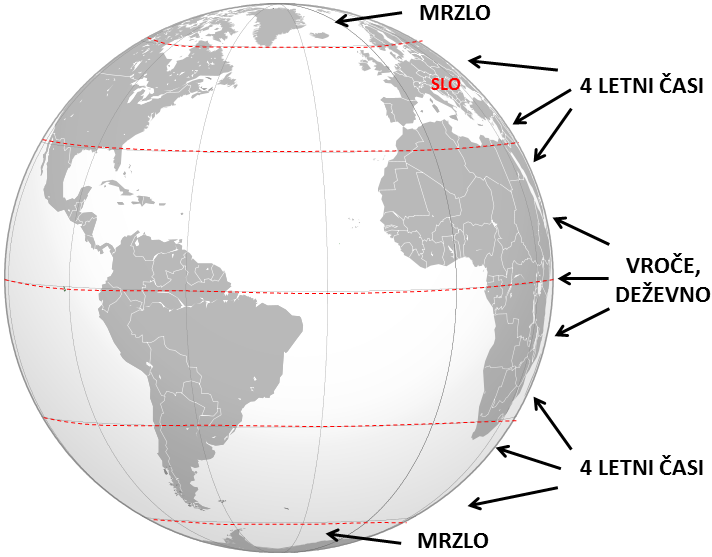 MRZLO
SLO
4 LETNI ČASI
VROČE,
DEŽEVNO
4 LETNI ČASI
MRZLO